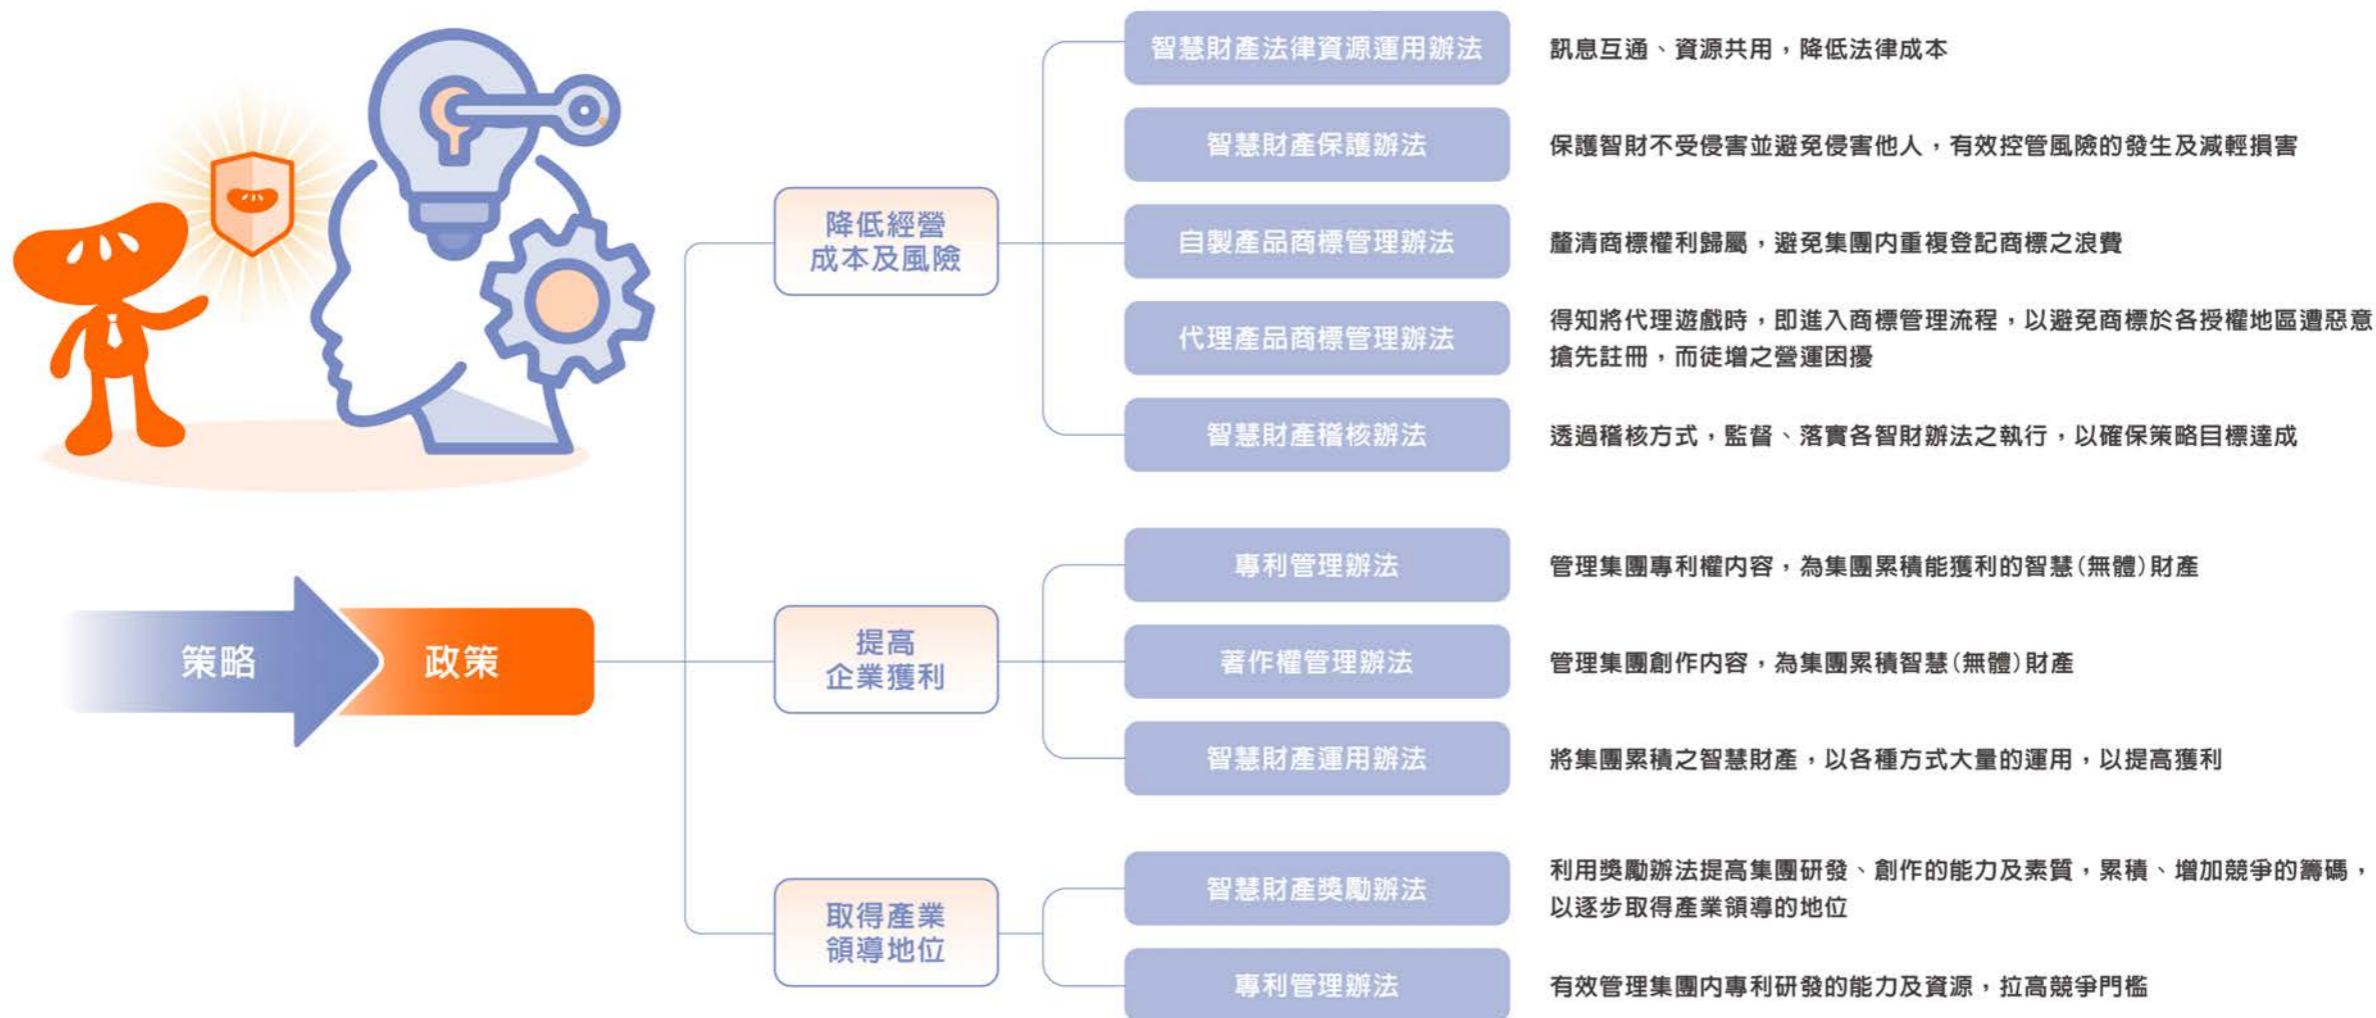 策略
政策
降低經營
成本及風險
智慧財產法律資源運用辦法
訊息互通、資源共用,降低法律成本
智慧財產保護辦法
保護智財不受侵害並避免侵害他人,有效控管風險的發生及減輕損害
自製產品商標管理辦法
釐清商標權利歸屬,避免集團內重複登記商標之浪費
代理產品商標管理辦法
得知將代理遊戲時,即進入商標管理流程,以避免商標於各授權地區遭惡意
搶先註冊,而徒增之營運困擾
智慧財產稽核辦法
透過稽核方式,監督、落實各智財辦法之執行,以確保策略目標達成
提高
企業獲利
專利管理辦法
管理集團專利權內容,為集團累積能獲利的智慧(無體)財產
著作權管理辦法
管理集團創作內容,為集團累積智慧(無體)財產
智慧財產運用辦法
將集團累積之智慧財產,以各種方式大量的運用,以提高獲利
取得產業
領導地位
智慧財產獎勵辦法
利用獎勵辦法提高集團研發、創作的能力及素質,累積、增加競爭的籌碼,
以逐步取得產業領導的地位
專利管理辦法
有效管理集團內專利研發的能力及資源,拉高競爭門檻